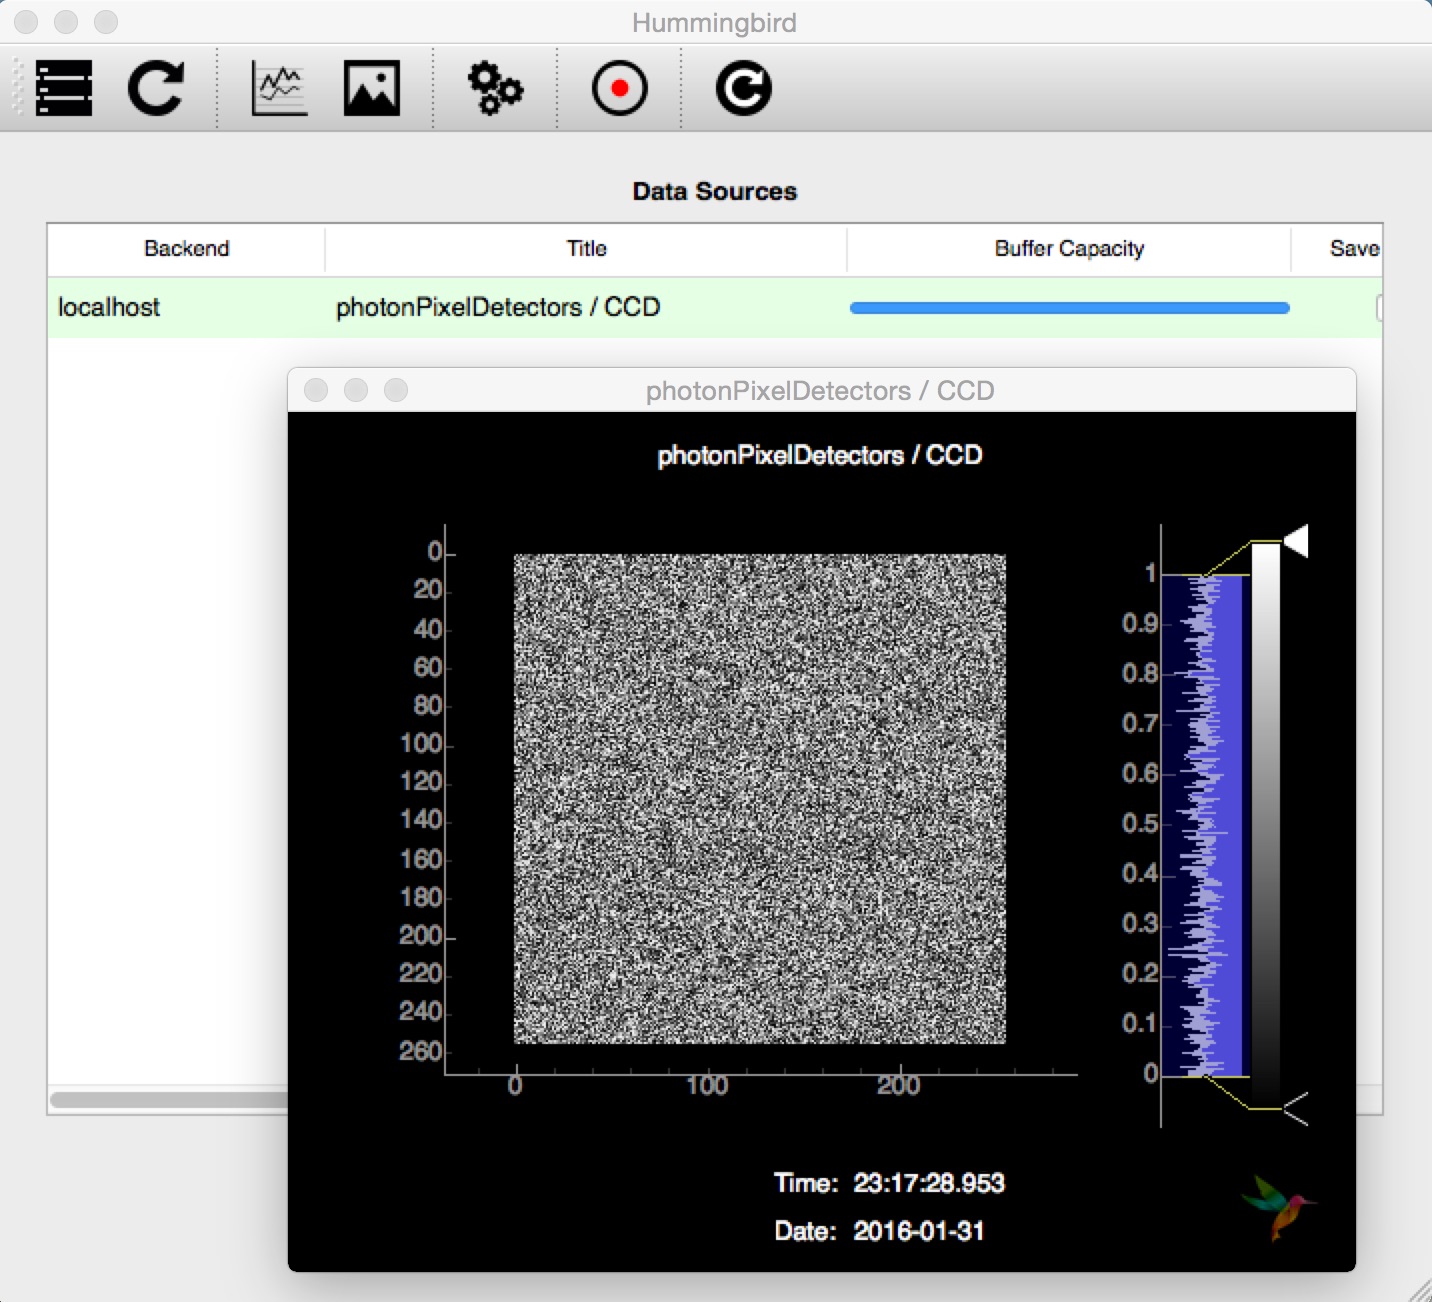 Hummingbird
Data Sources
Backend Title Buffer Capacity Save
localhost photonPixelDetectors / CCD
photonPixelDetectors / CCD
photonPixelDetectors / CCD
0
20
40
60
80
100
120
140
160
180
200
220
240
260
0 100 200
1
0.9
0.8
0.7
0.6
0.5
0.4
0.3
0.2
0.1
0
Time: 23:17:28.953
Date: 2016-01-31